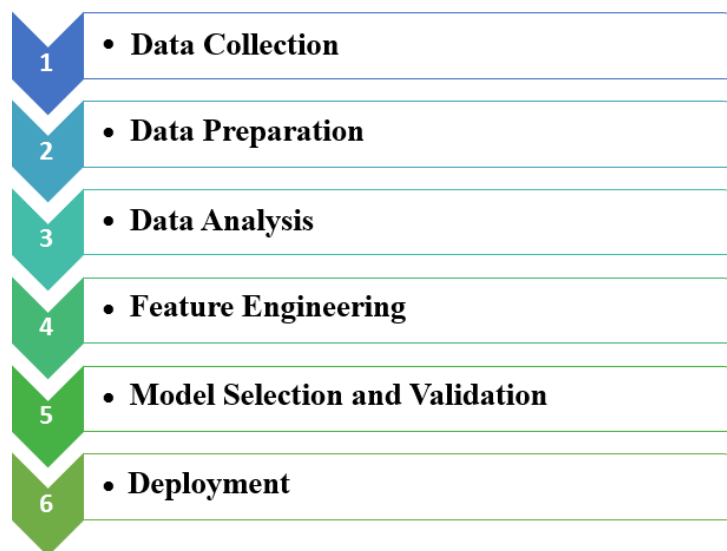 1 • Data Collection
2 • Data Preparation
3 • Data Analysis
4 • Feature Engineering
5 • Model Selection and Validation
6 • Deployment